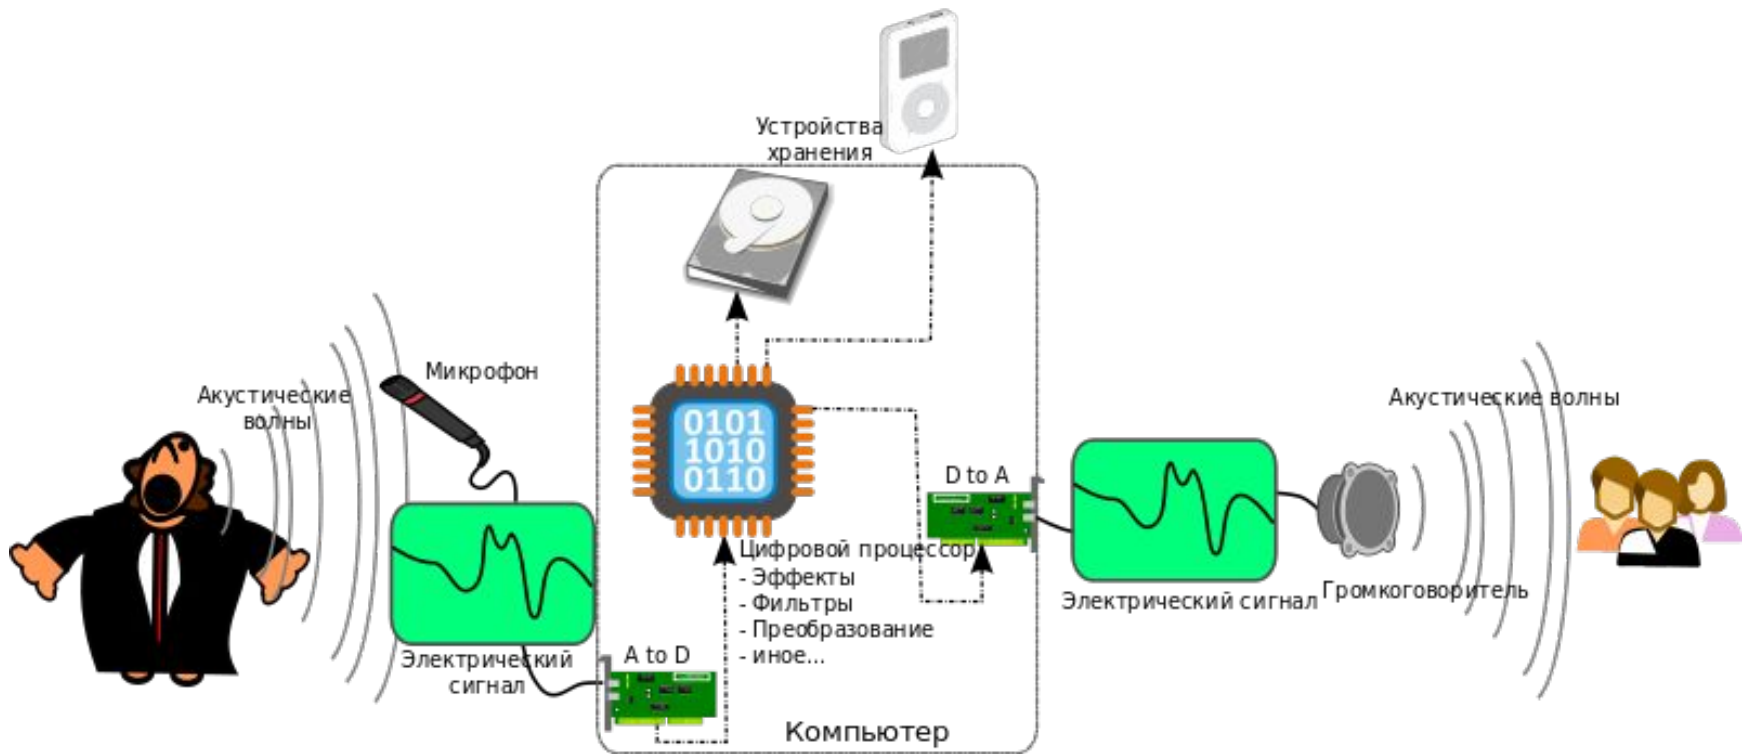 Устройства
хранения
Микрофон
Акустические
волны
Акустические волны
0101
1010
0110
D to A
Цифровой процессор
- Эффекты
- Фильтры
- Преобразование
- иное...
Электрический сигнал
Громкоговоритель
Электрический
сигнал
A to D
Компьютер